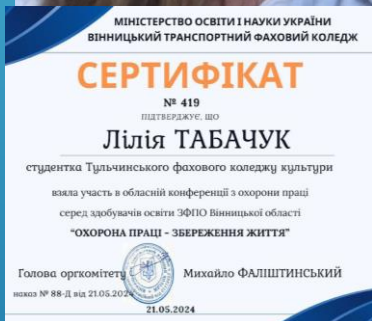 МІНІСТЕРСТВО ОСВІТИ І НАУКИ УКРАЇНИ
ВІННИЦЬКИЙ ТРАНСПОРТНИЙ ФАХОВИЙ КОЛЕДЖ
СЕРТИФІКАТ
№ 419
ПІДТВЕРДЖУЄ, ЩО
Лілія ТАБАЧУК
студентка Тульчинського фахового коледжу культури
взяла участь в обласній конференції з охорони праці
серед здобувачів освіти ЗФПО Вінницької області
“ОХОРОНА ПРАЦІ – ЗБЕРЕЖЕННЯ ЖИТТЯ”
Голова оргкомітету Михайло ФАЛІШТИНСЬКИЙ
наказ № 88-Д від 21.05.2024
21.05.2024